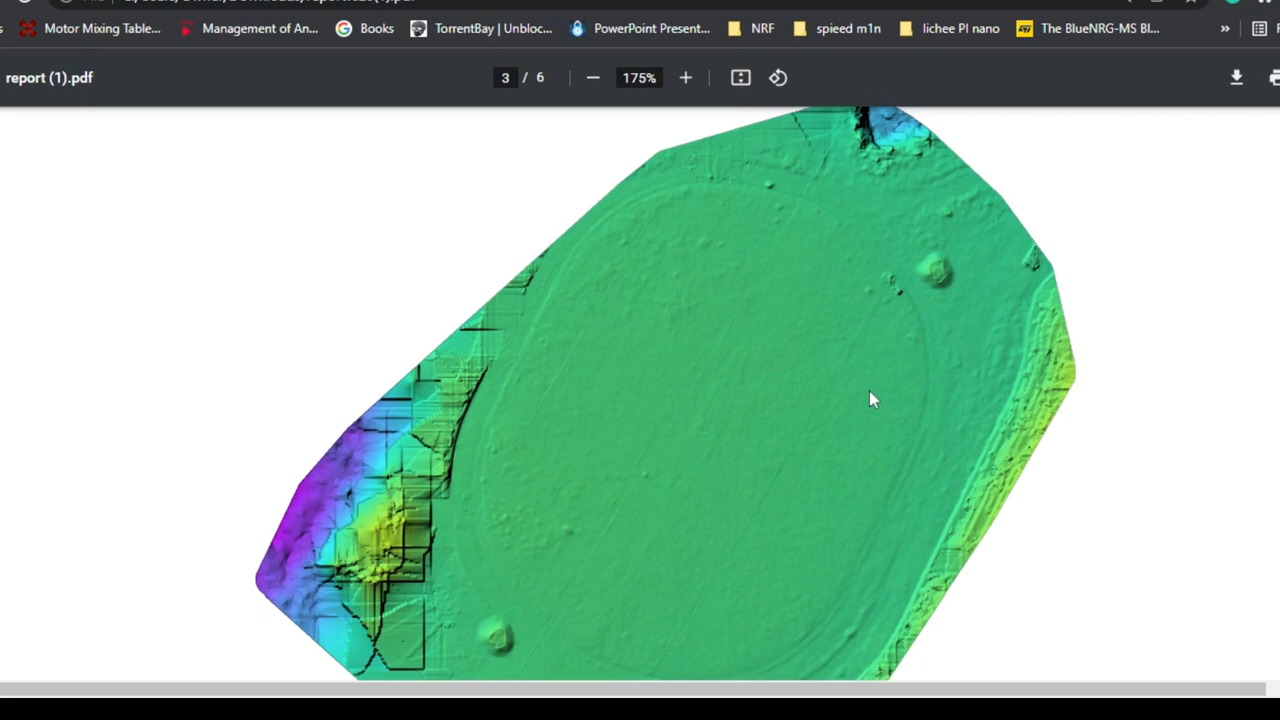 Motor Mixing Table... Management of An... Books TorrentBay | Unbloc... PowerPoint Present... NRF spieed m1n lichee PI nano The BlueNRG-MS Bl... »
report (1).pdf 3 / 6 175%